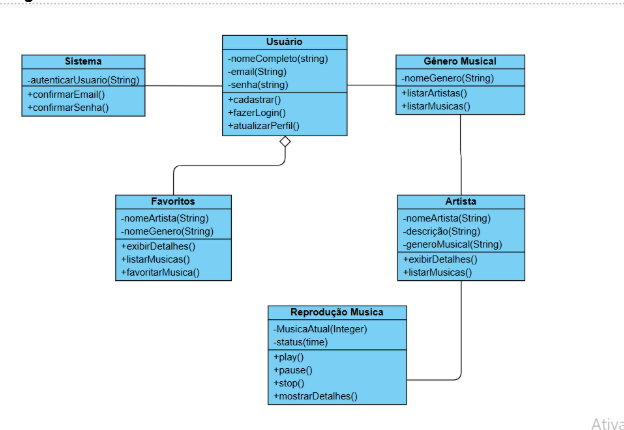 Usuário
-nomeCompleto(string)
-email(String)
-senha(string)
+cadastrar()
+fazerLogin()
+atualizarPerfil()
Sistema
-autenticarUsuario(String)
+confirmarEmail()
+confirmarSenha()
Gênero Musical
-nomeGenero(String)
+listarArtistas()
+listarMusicas()
Favoritos
-nomeArtista(String)
-nomeGenero(String)
+exibirDetalhes()
+listarMusicas()
+favoritarMusica()
Artista
-nomeArtista(String)
-descrição(String)
-generoMusical(String)
+exibirDetalhes()
+listarMusicas()
Reprodução Musica
-MusicaAtual(Integer)
-status(time)
+play()
+pause()
+stop()
+mostrarDetalhes()
Ativa